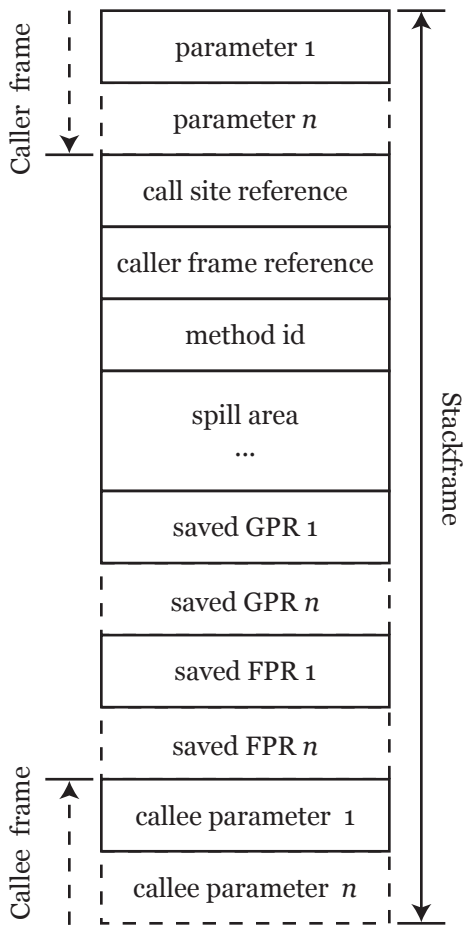 Caller frame
parameter 1
parameter n
call site reference
caller frame reference
method id
spill area
...
saved GPR 1
saved GPR n
saved FPR 1
saved FPR n
callee parameter 1
callee parameter n
Callee frame
Stackframe